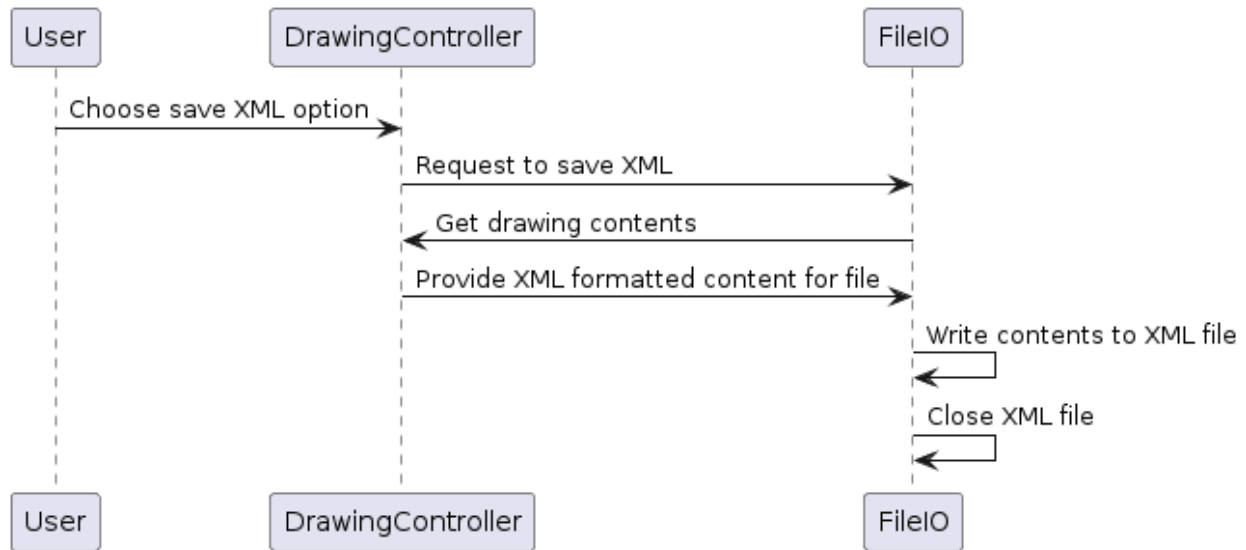 User
DrawingController
FileIO
Choose save XML option
Request to save XML
Get drawing contents
Provide XML formatted content for file
Write contents to XML file
Close XML file
User
DrawingController
FileIO